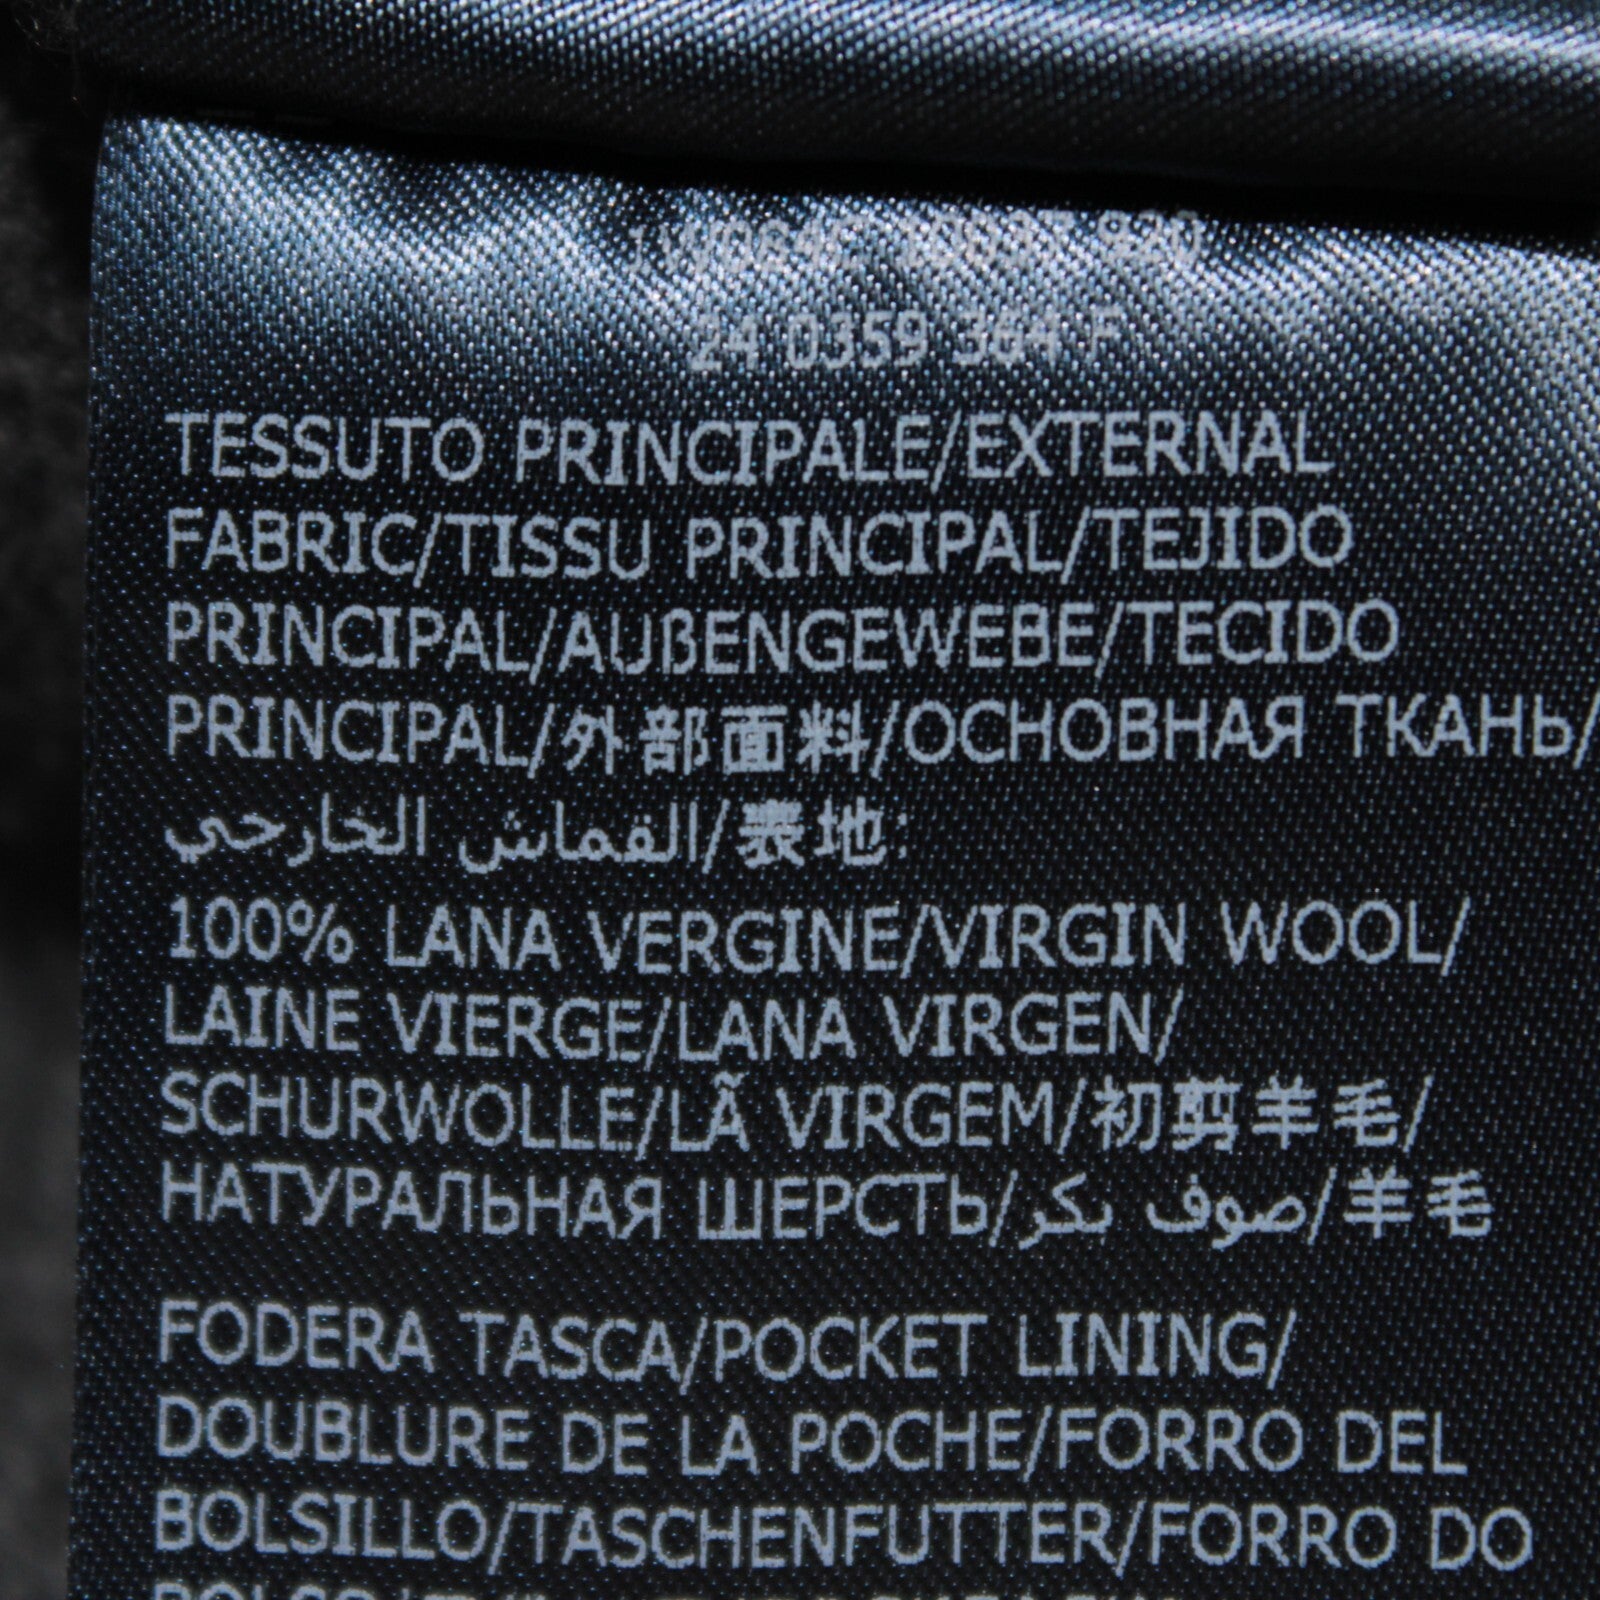 24 0359 364 F
TESSUTO PRINCIPALE/EXTERNAL
FABRIC/TISSU PRINCIPAL/TEJIDO
PRINCIPAL/AUßENGEWEBE/TECIDO
PRINCIPAL/外部面料/ОСНОВНАЯ ТКАНЬ/
القماش الخارجي/表地:
100% LANA VERGINE/VIRGIN WOOL/
LAINE VIERGE/LANA VIRGEN/
SCHURWOLLE/LÃ VIRGEM/初剪羊毛/
НАТУРАЛЬНАЯ ШЕРСТЬ/صوف بكر/羊毛
FODERA TASCA/POCKET LINING/
DOUBLURE DE LA POCHE/FORRO DEL
BOLSILLO/TASCHENFUTTER/FORRO DO